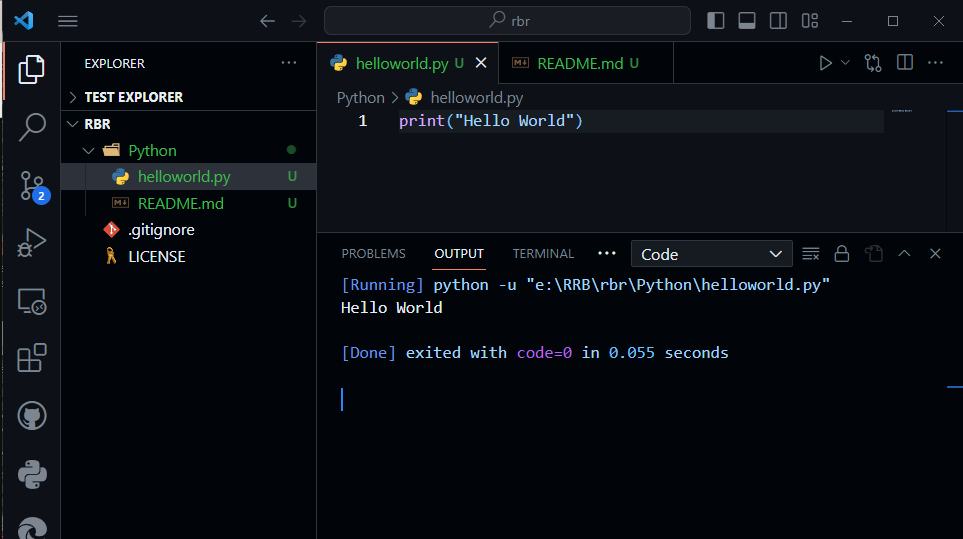 rbr
EXPLORER
TEST EXPLORER
RBR
Python
helloworld.py U
README.md U
.gitignore
LICENSE
2
helloworld.py U
README.md U
Python > helloworld.py
1 print("Hello World")
PROBLEMS OUTPUT TERMINAL ··· Code
[Running] python -u "e:\RRB\rbr\Python\helloworld.py"
Hello World
[Done] exited with code=0 in 0.055 seconds